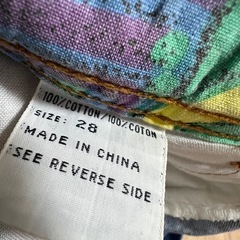 100%COTTON/100%COTON
SIZE: 28
MADE IN CHINA
SEE REVERSE SIDE